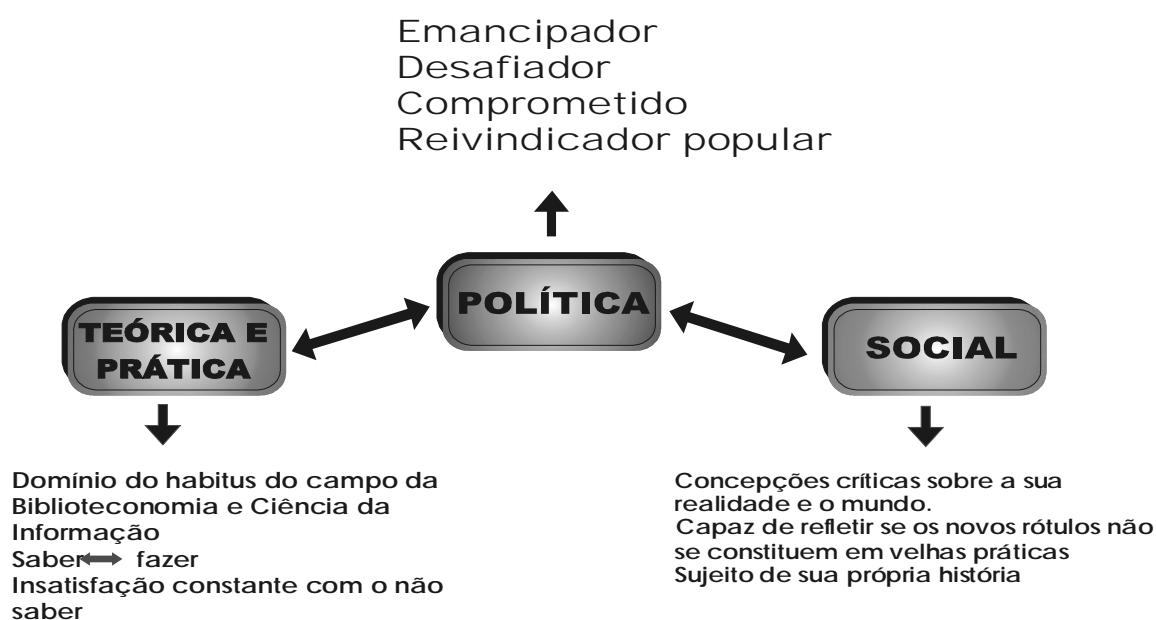 Emancipador
Desafiador
Comprometido
Reivindicador popular
POLÍTICA
TEÓRICA E
PRÁTICA
SOCIAL
Domínio do habitus do campo da
Biblioteconomia e Ciência da
Informação
Saber ↔ fazer
Insatisfação constante com o não
saber
Concepções críticas sobre a sua
realidade e o mundo.
Capaz de refletir se os novos rótulos não
se constituem em velhas práticas
Sujeito de sua própria história